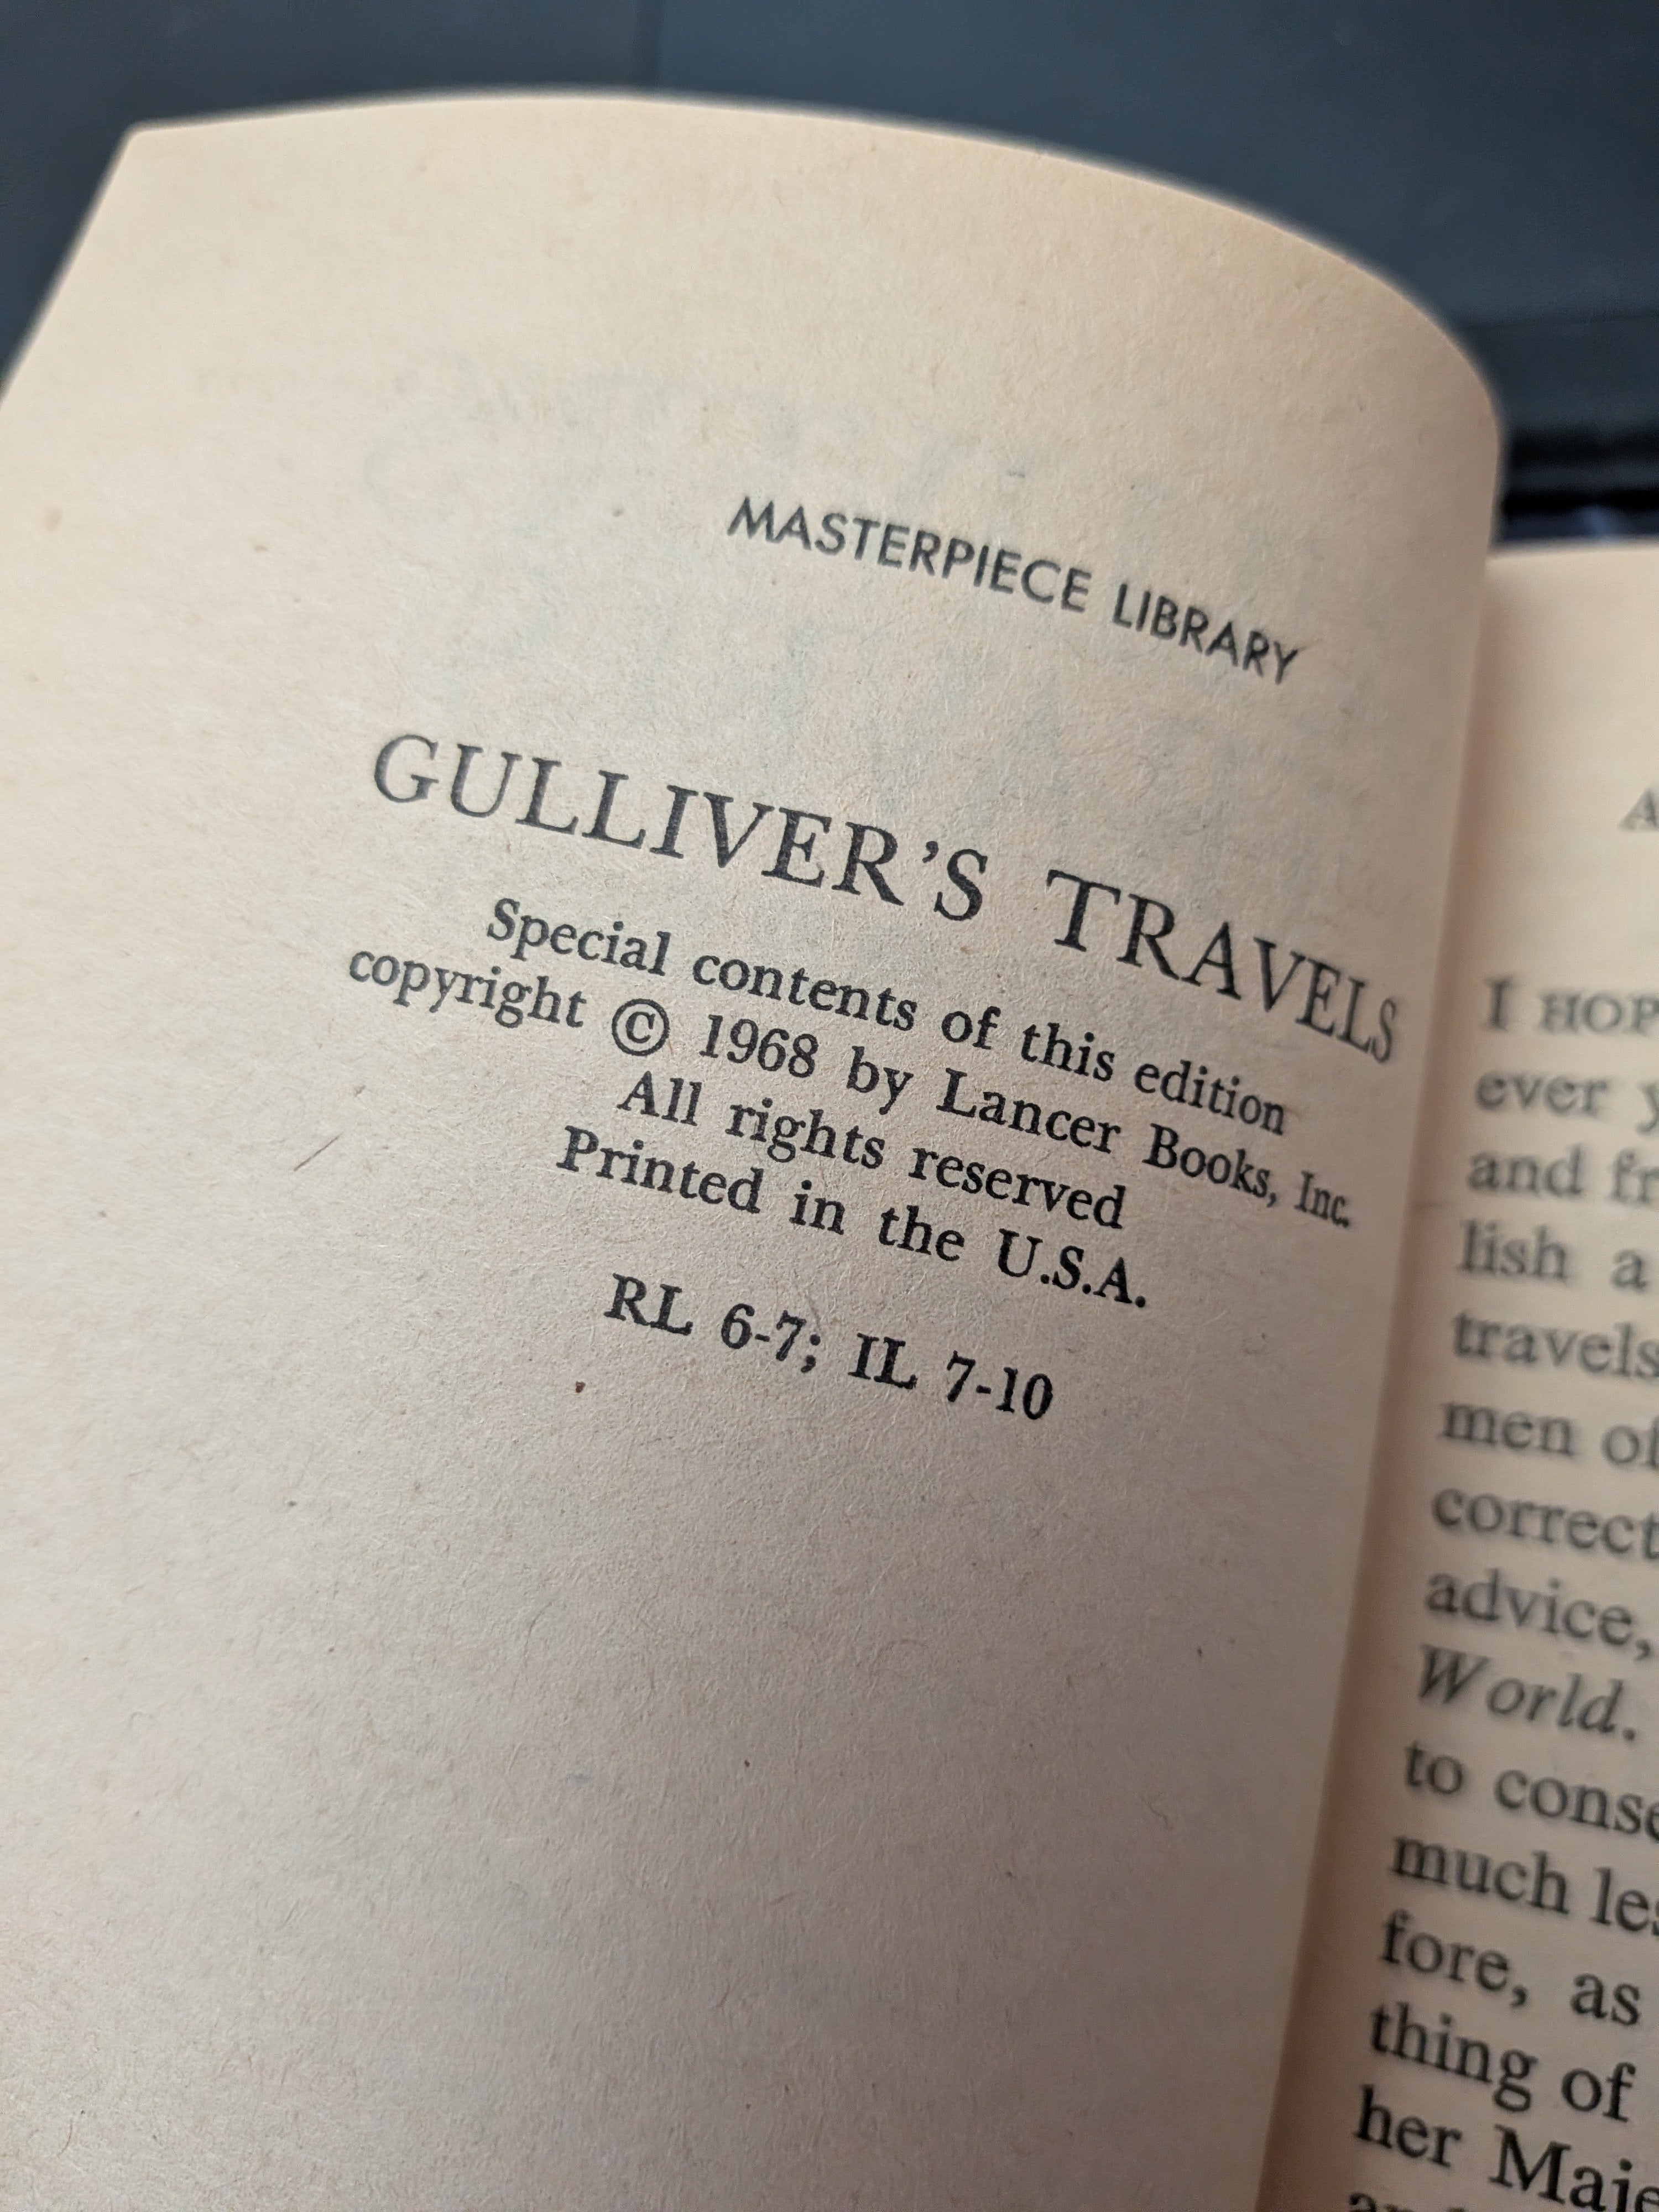 MASTERPIECE LIBRARY
GULLIVER'S TRAVELS
Special contents of this edition
copyright © 1968 by Lancer Books, Inc.
All rights reserved
Printed in the U.S.A.
RL 6-7; IL 7-10
I HOP
ever y
and fr
lish a
travels
men of
correct
advice,
World.
to conse
much les
fore, as
thing of
her Maje